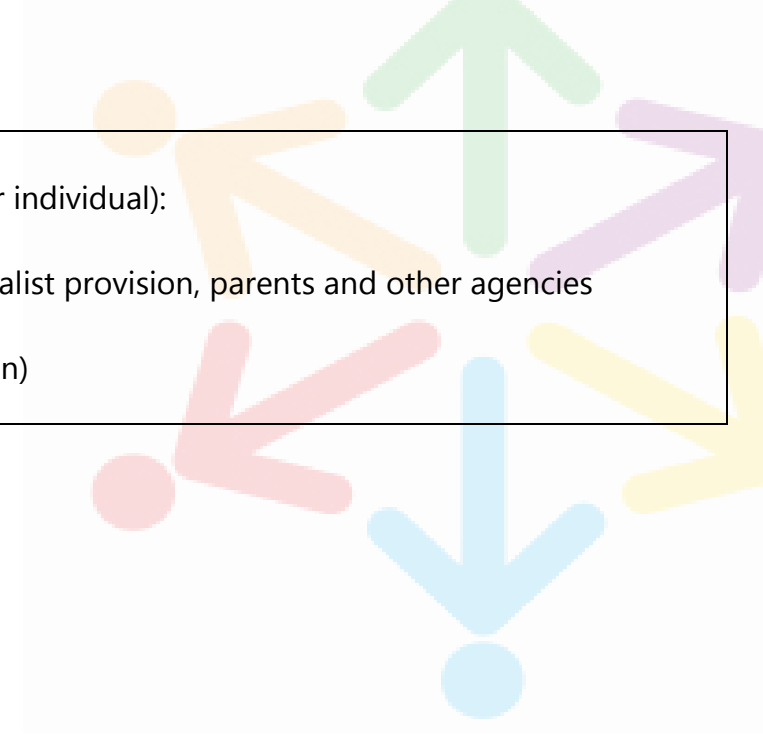 r individual):
alist provision, parents and other agencies
n)